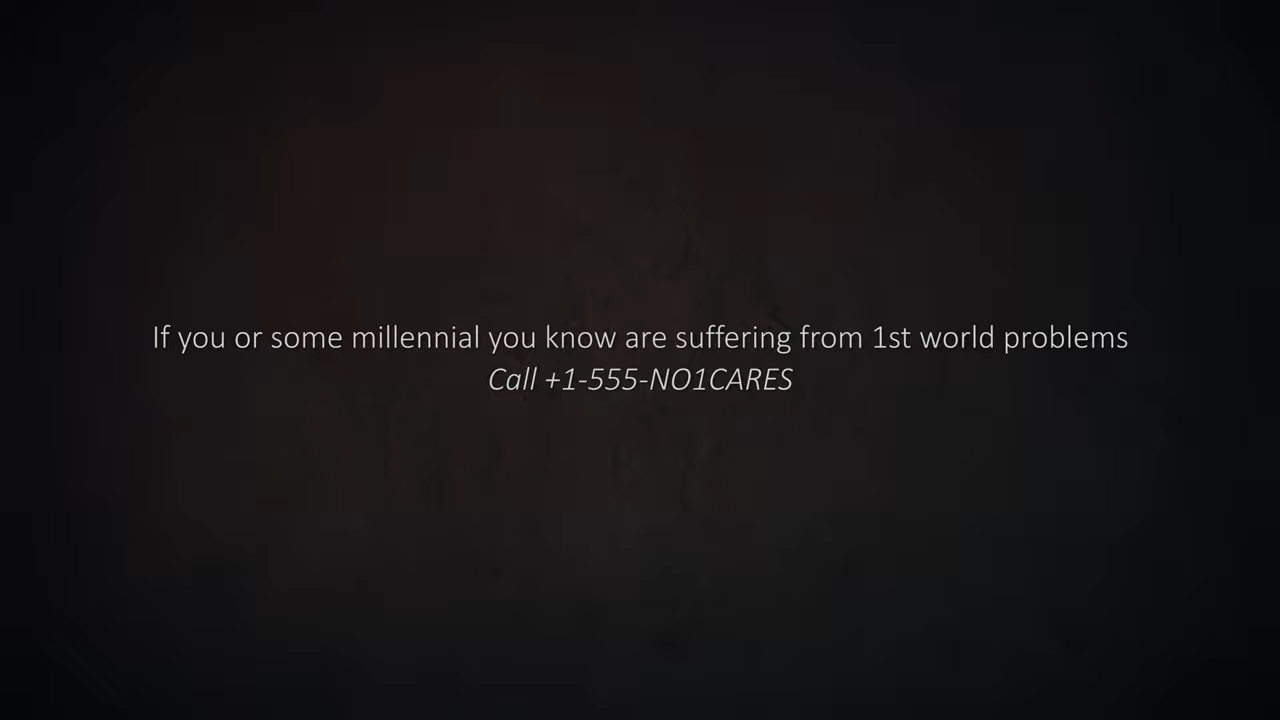 If you or some millennial you know are suffering from 1st world problems
Call +1-555-NO1CARES